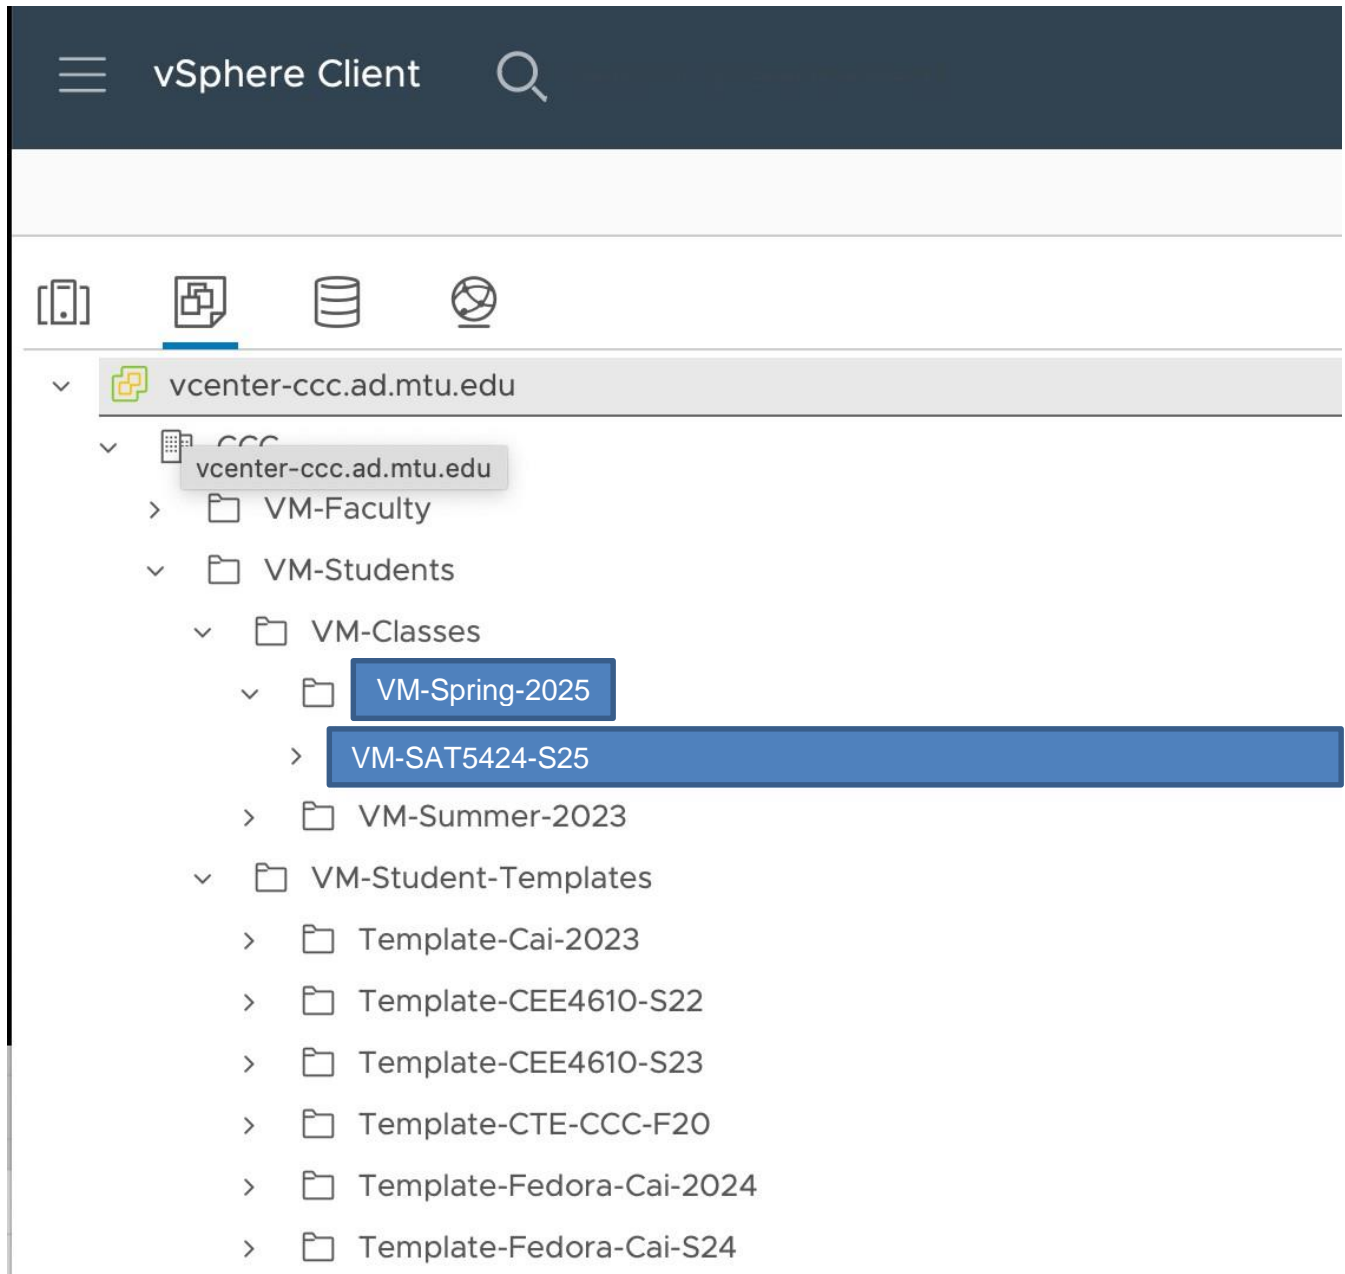 vSphere Client
vcenter-ccc.ad.mtu.edu
CCC
vcenter-ccc.ad.mtu.edu
VM-Faculty
VM-Students
VM-Classes
VM-Spring-2025
VM-SAT5424-S25
VM-Summer-2023
VM-Student-Templates
Template-Cai-2023
Template-CEE4610-S22
Template-CEE4610-S23
Template-CTE-CCC-F20
Template-Fedora-Cai-2024
Template-Fedora-Cai-S24